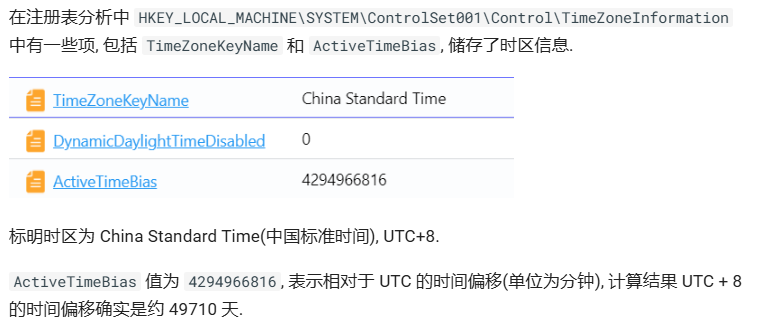 在注册表分析中 HKEY_LOCAL_MACHINE\SYSTEM\ControlSet001\Control\TimeZoneInformation
中有一些项, 包括 TimeZoneKeyName 和 ActiveTimeBias, 储存了时区信息.
TimeZoneKeyName China Standard Time
DynamicDaylightTimeDisabled 0
ActiveTimeBias 4294966816
标明时区为 China Standard Time(中国标准时间), UTC+8.
ActiveTimeBias 值为 4294966816, 表示相对于 UTC 的时间偏移(单位为分钟), 计算结果 UTC + 8
的时间偏移确实是约 49710 天.